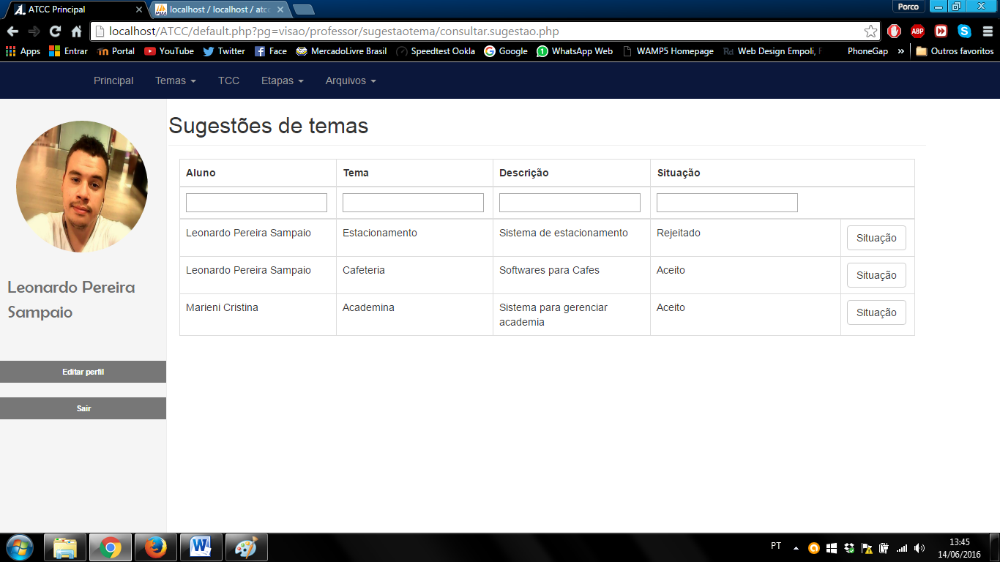 ATCC Principal
localhost / localhost / atcc
Porco
localhost/ATCC/default.php?pg=visao/professor/sugestaotema/consultar.sugestao.php
ABP
Apps Entrar Portal YouTube Twitter Face MercadoLivre Brasil Speedtest Ookla Google WhatsApp Web WAMP5 Homepage Rd Web Design Empoli, F PhoneGap » Outros favoritos
Principal Temas TCC Etapas Arquivos
Sugestões de temas
Aluno Tema Descrição Situação
Leonardo Pereira Sampaio Estacionamento Sistema de estacionamento Rejeitado Situação
Leonardo Pereira Sampaio Cafeteria Softwares para Cafes Aceito Situação
Marieni Cristina Academina Sistema para gerenciar Aceito Situação
academia
Leonardo Pereira
Sampaio
Editar perfil
Sair
PT
13:45
14/06/2016